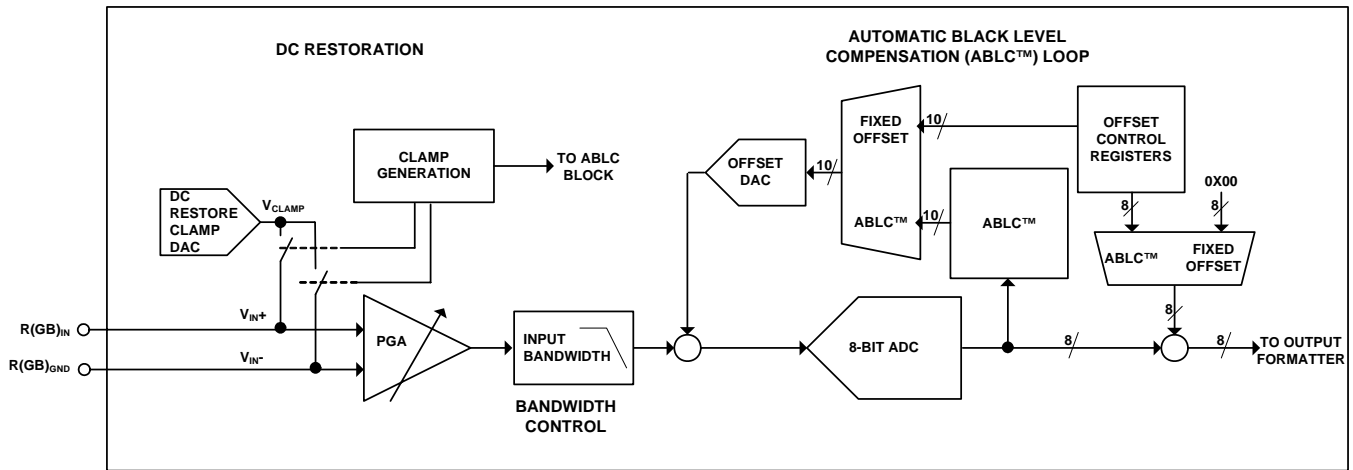 DC RESTORATION
AUTOMATIC BLACK LEVEL
COMPENSATION (ABLC™) LOOP
CLAMP
GENERATION
TO ABLC
BLOCK
DC
RESTORE
CLAMP
DAC
VCLAMP
OFFSET
DAC
10
FIXED
OFFSET
ABLC™
10
10
ABLC™
OFFSET
CONTROL
REGISTERS
8
0X00
8
ABLC™
FIXED
OFFSET
8
R(GB)IN
VIN+
R(GB)GND
VIN-
PGA
INPUT
BANDWIDTH
BANDWIDTH
CONTROL
8-BIT ADC
8
8
TO OUTPUT
FORMATTER